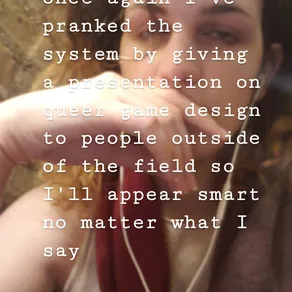 once again I've
pranked the
system by giving
a presentation on
queer game design
to people outside
of the field so
I'll appear smart
no matter what I
say